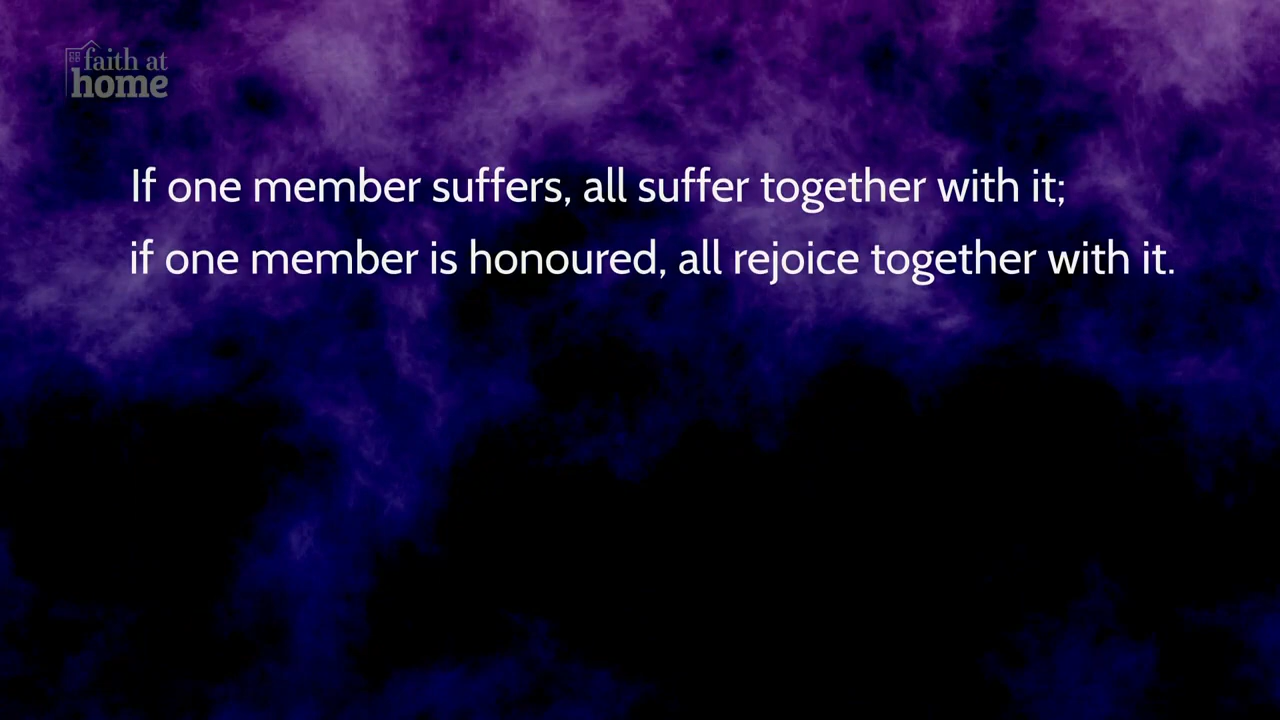 faith at
home
If one member suffers, all suffer together with it;
if one member is honoured, all rejoice together with it.